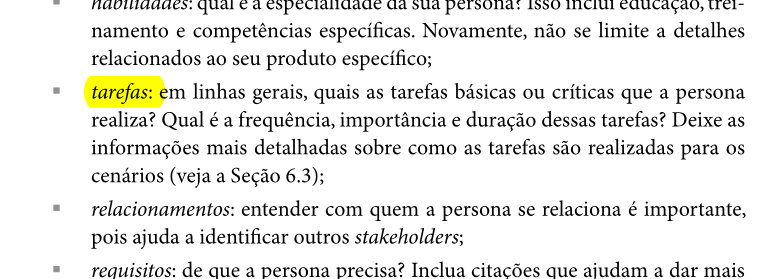 habilidades: qual é a especialidade da sua persona? Isso inclui educação, trei-
namento e competências específicas. Novamente, não se limite a detalhes
relacionados ao seu produto específico;
▪ tarefas: em linhas gerais, quais as tarefas básicas ou críticas que a persona
realiza? Qual é a frequência, importância e duração dessas tarefas? Deixe as
informações mais detalhadas sobre como as tarefas são realizadas para os
cenários (veja a Seção 6.3);
▪ relacionamentos: entender com quem a persona se relaciona é importante,
pois ajuda a identificar outros stakeholders;
▪ requisitos: de que a persona precisa? Inclua citações que ajudam a dar mais